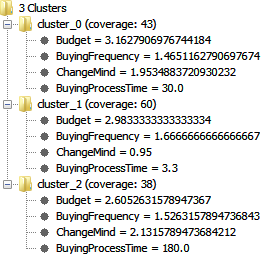 3 Clusters
cluster_0 (coverage: 43)
Budget = 3.1627906976744184
BuyingFrequency = 1.4651162790697674
ChangeMind = 1.9534883720930232
BuyingProcessTime = 30.0
cluster_1 (coverage: 60)
Budget = 2.9833333333333334
BuyingFrequency = 1.6666666666666667
ChangeMind = 0.95
BuyingProcessTime = 3.3
cluster_2 (coverage: 38)
Budget = 2.6052631578947367
BuyingFrequency = 1.5263157894736843
ChangeMind = 2.1315789473684212
BuyingProcessTime = 180.0